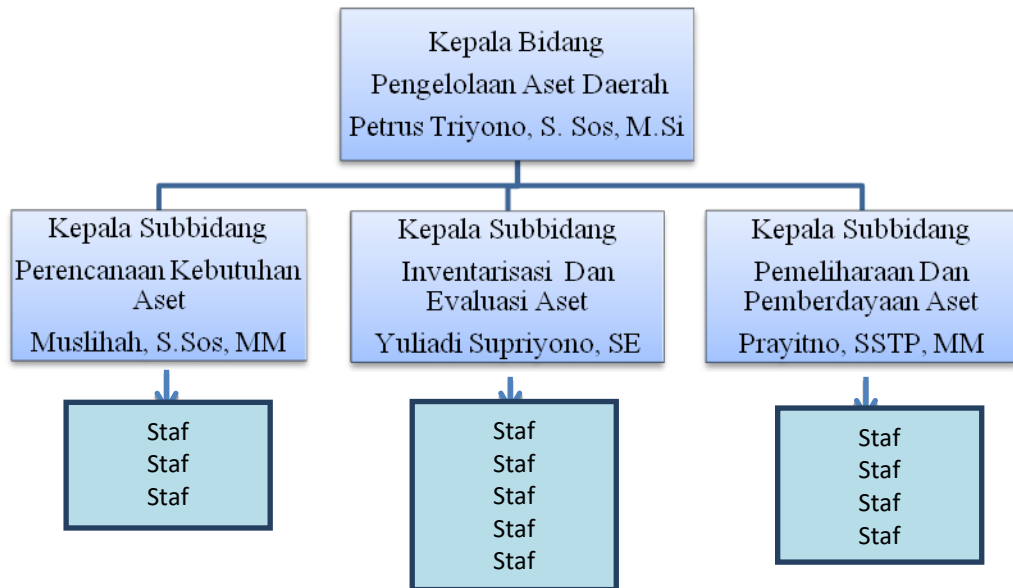 Kepala Bidang
Pengelolaan Aset Daerah
Petrus Triyono, S. Sos, M.Si
Kepala Subbidang
Perencanaan Kebutuhan
Aset
Muslihah, S.Sos, MM
Kepala Subbidang
Inventarisasi Dan
Evaluasi Aset
Yuliadi Supriyono, SE
Kepala Subbidang
Pemeliharaan Dan
Pemberdayaan Aset
Prayitno, SSTP, MM
Staf
Staf
Staf
Staf
Staf
Staf
Staf
Staf
Staf
Staf
Staf
Staf